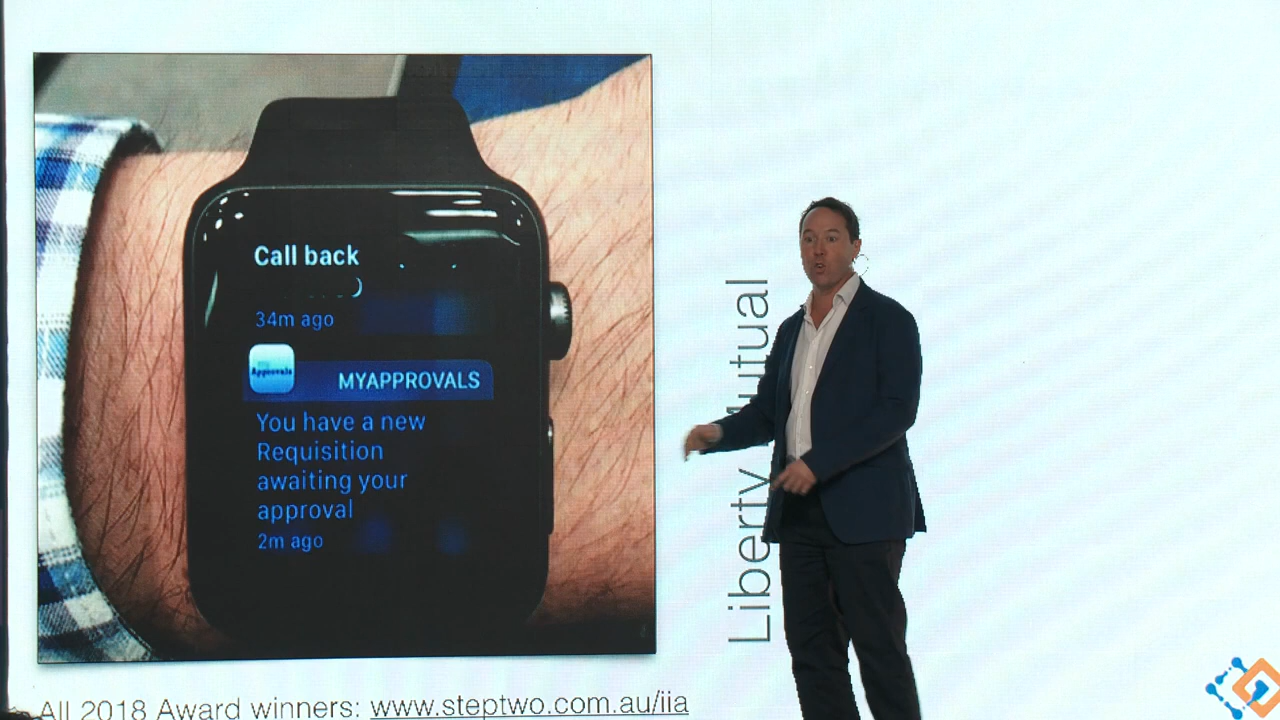 Call back
34m ago
Approvals
MYAPPROVALS
You have a new
Requisition
awaiting your
approval
2m ago
Liberty Mutual
All 2018 Award winners: www.steptwo.com.au/iia